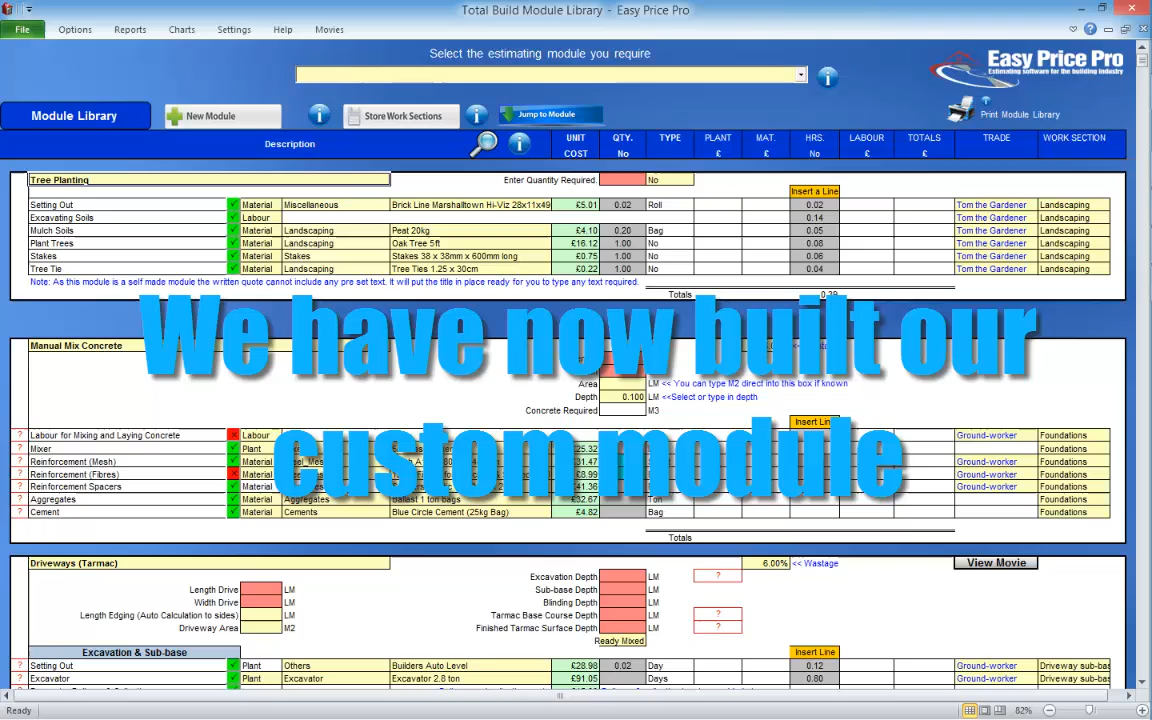 Total Build Module Library - Easy Price Pro
File Options Reports Charts Settings Help Movies
Select the estimating module you require
Easy Price Pro
Estimating software for the building industry
Module Library New Module Store Work Sections Jump to Module Print Module Library
Description UNIT COST QTY. No TYPE PLANT £ MAT. £ HRS. No LABOUR £ TOTALS £ TRADE WORK SECTION
Tree Planting Enter Quantity Required. No
Insert a Line
Setting Out Material Miscellaneous Brick Line Marshalltown Hi-Viz 28x11x49 £5.01 0.02 Roll 0.02 Tom the Gardener Landscaping
Excavating Soils Labour 0.14 Tom the Gardener Landscaping
Mulch Soils Material Landscaping Peat 20kg £4.10 0.20 Bag 0.05 Tom the Gardener Landscaping
Plant Trees Material Landscaping Oak Tree 5ft £16.12 1.00 No 0.08 Tom the Gardener Landscaping
Stakes Material Stakes Stakes 38 x 38mm x 600mm long £0.75 1.00 No 0.06 Tom the Gardener Landscaping
Tree Tie Material Landscaping Tree Ties 1.25 x 30cm £0.22 1.00 No 0.04 Tom the Gardener Landscaping
Note: As this module is a self made module the written quote cannot include any pre set text. It will put the title in place ready for you to type any text required.
Totals 0.39
We have now built our
custom module
Manual Mix Concrete
Area LM << You can type M2 direct into this box if known
Depth 0.100 LM <<Select or type in depth
Concrete Required M3
Insert Line
? Labour for Mixing and Laying Concrete Labour Ground-worker Foundations
? Mixer Plant £25.32 Foundations
? Reinforcement (Mesh) Material £31.47 Ground-worker Foundations
? Reinforcement (Fibres) Material £8.99 Ground-worker Foundations
? Reinforcement Spacers Material £41.36 Ground-worker Foundations
? Aggregates Material Aggregates Ballast 1 ton bags £32.67 Ton Foundations
? Cement Material Cements Blue Circle Cement (25kg Bag) £4.82 Bag Foundations
Totals
Driveways (Tarmac) 6.00% << Wastage View Movie
Excavation Depth LM ?
Length Drive LM Sub-base Depth LM
Width Drive LM Blinding Depth LM
Length Edging (Auto Calculation to sides) LM Tarmac Base Course Depth LM ?
Driveway Area M2 Finished Tarmac Surface Depth LM ?
Ready Mixed
Excavation & Sub-base Insert Line
? Setting Out Plant Others Builders Auto Level £28.98 0.02 Day 0.12 Ground-worker Driveway sub-bas
? Excavator Plant Excavator Excavator 2.8 ton £91.05 Days 0.80 Ground-worker Driveway sub-bas
Ready 82%